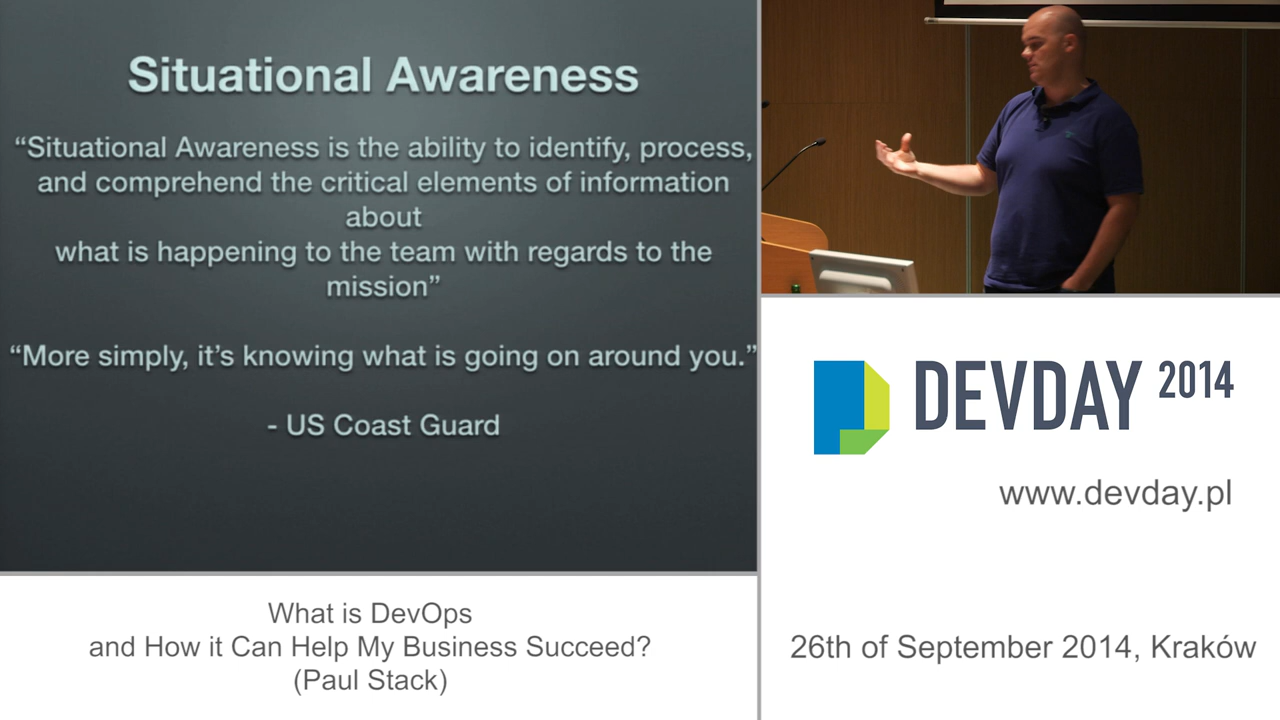 Situational Awareness
“Situational Awareness is the ability to identify, process,
and comprehend the critical elements of information
about
what is happening to the team with regards to the
mission”
“More simply, it’s knowing what is going on around you.”
- US Coast Guard
DEVDAY 2014
www.devday.pl
What is DevOps
and How it Can Help My Business Succeed?
(Paul Stack)
26th of September 2014, Kraków